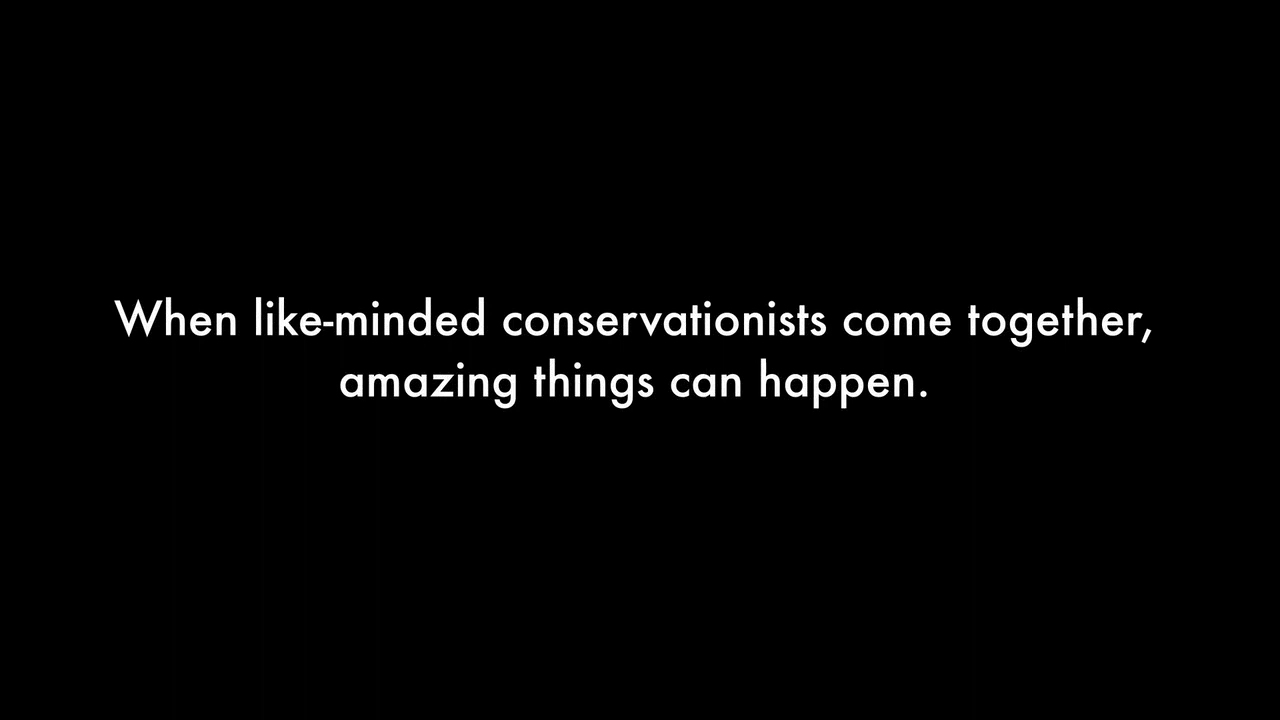 When like-minded conservationists come together,
amazing things can happen.